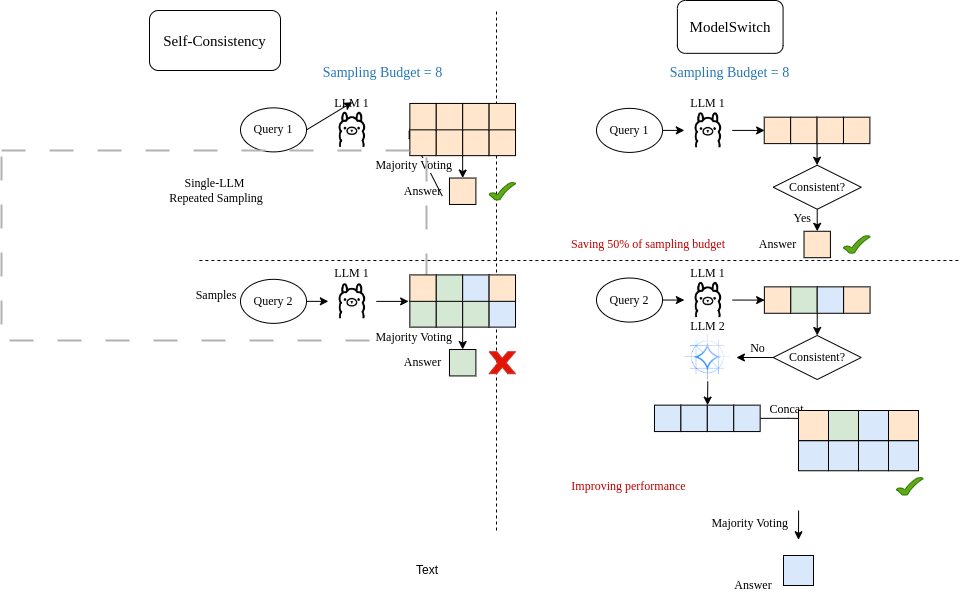 Self-Consistency
Sampling Budget = 8
LLM 1
Query 1
Majority Voting
Answer
Single-LLM
Repeated Sampling
LLM 1
Samples
Query 2
Majority Voting
Answer
Text
ModelSwitch
Sampling Budget = 8
LLM 1
Query 1
Consistent?
Yes
Saving 50% of sampling budget
Answer
LLM 1
Query 2
LLM 2
No
Consistent?
Concat
Improving performance
Majority Voting
Answer